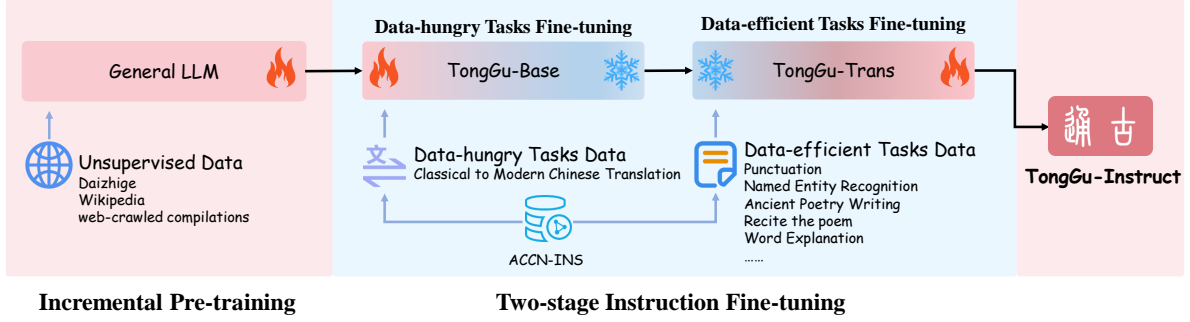 Data-hungry Tasks Fine-tuning
Data-efficient Tasks Fine-tuning
General LLM
TongGu-Base
TongGu-Trans
Unsupervised Data
Daizhige
Wikipedia
web-crawled compilations
文
Data-hungry Tasks Data
Classical to Modern Chinese Translation
ACCN-INS
Data-efficient Tasks Data
Punctuation
Named Entity Recognition
Ancient Poetry Writing
Recite the poem
Word Explanation
......
通古
TongGu-Instruct
Incremental Pre-training
Two-stage Instruction Fine-tuning